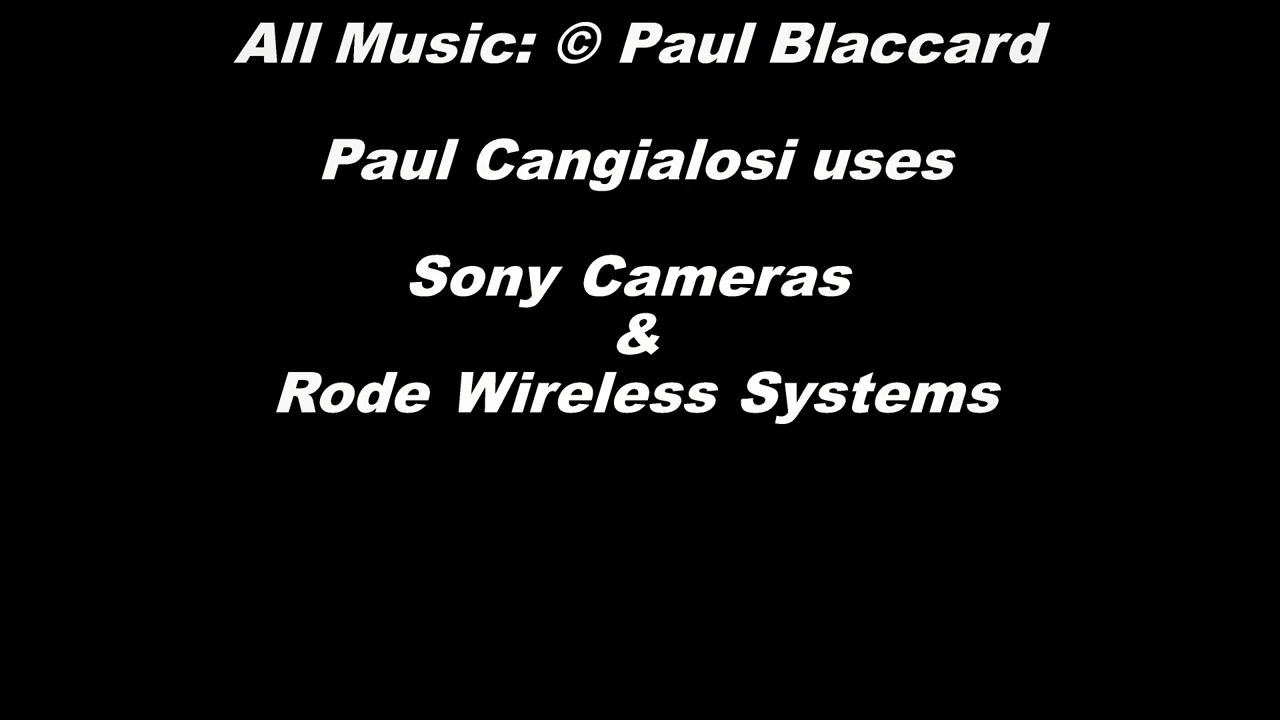 All Music: © Paul Blaccard
Paul Cangialosi uses
Sony Cameras
&
Rode Wireless Systems